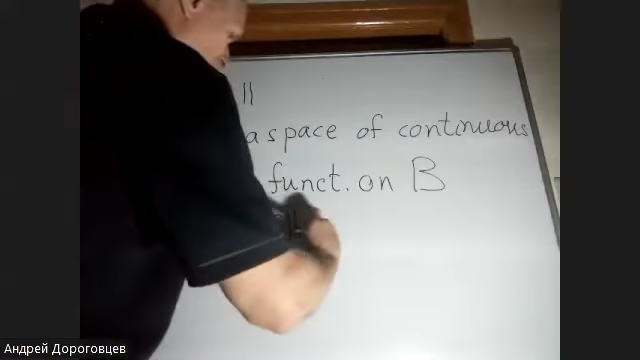 ||
a space of continuous
funct. on B
Андрей Дороговцев